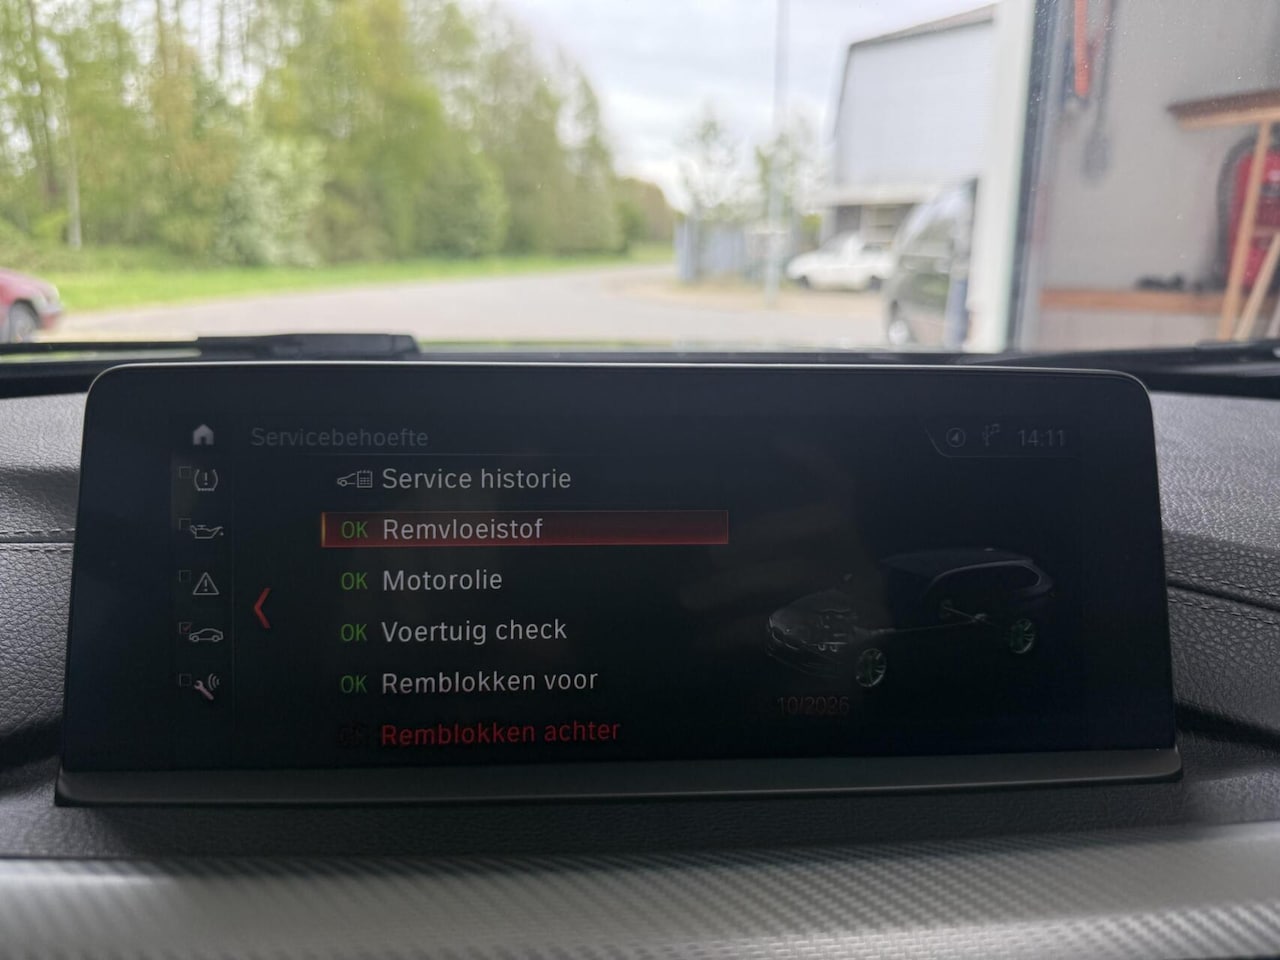 Servicebehoefte
14:11
Service historie
OK Remvloeistof
OK Motorolie
OK Voertuig check
OK Remblokken voor
10/2026
OK Remblokken achter